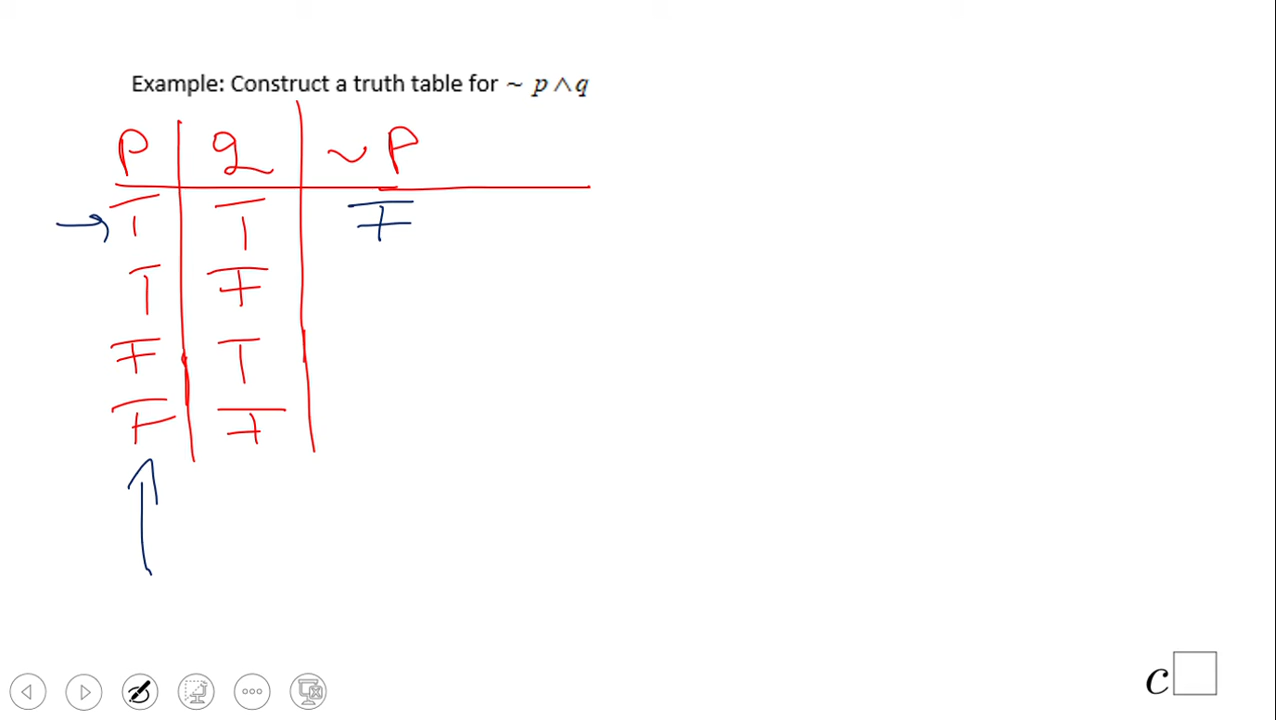 Example: Construct a truth table for ~ p ∧ q
P q ~ P
T T F
T F
F T
F F
c